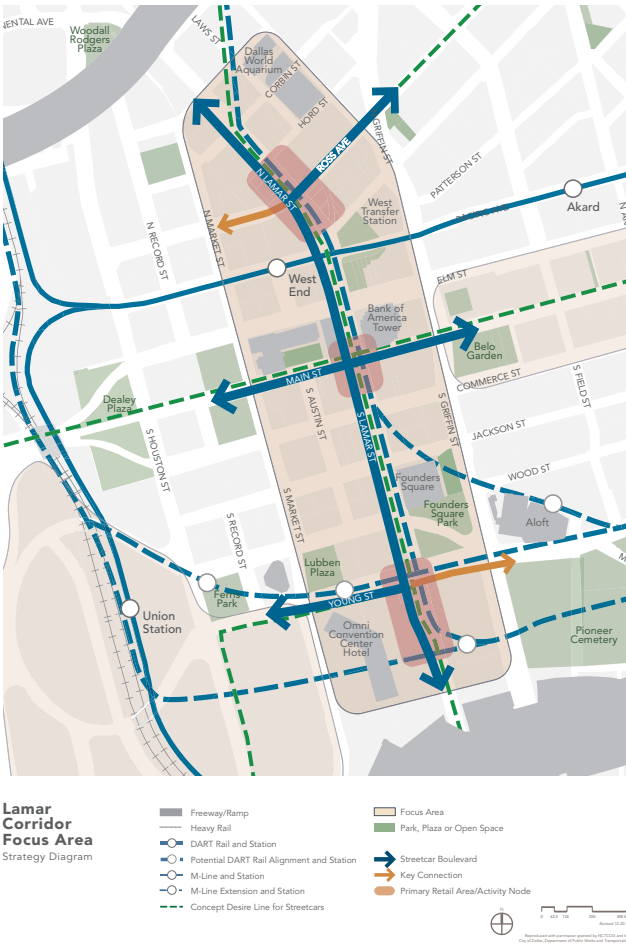 NENTAL AVE
Woodall
Rodgers
Plaza
LAWS ST
Dallas
World
Aquarium
CORBIN ST
HORD ST
GRIFFIN ST
ROSS AVE
N LAMAR ST
PATTERSON ST
Akard
West
Transfer
Station
N MARKET ST
N RECORD ST
West
End
ELM ST
Bank of
America
Tower
Belo
Garden
MAIN ST
COMMERCE ST
S FIELD ST
Dealey
Plaza
S AUSTIN ST
S LAMAR ST
S GRIFFIN ST
JACKSON ST
S HOUSTON ST
WOOD ST
Founders
Square
S MARKET ST
Founders
Square
Park
Aloft
S RECORD ST
Lubben
Plaza
Ferris
Park
YOUNG ST
Union
Station
Omni
Convention
Center
Hotel
Pioneer
Cemetery
Lamar
Corridor
Focus Area
Strategy Diagram
Freeway/Ramp
Heavy Rail
DART Rail and Station
Potential DART Rail Alignment and Station
M-Line and Station
M-Line Extension and Station
Concept Desire Line for Streetcars
Focus Area
Park, Plaza or Open Space
Streetcar Boulevard
Key Connection
Primary Retail Area/Activity Node